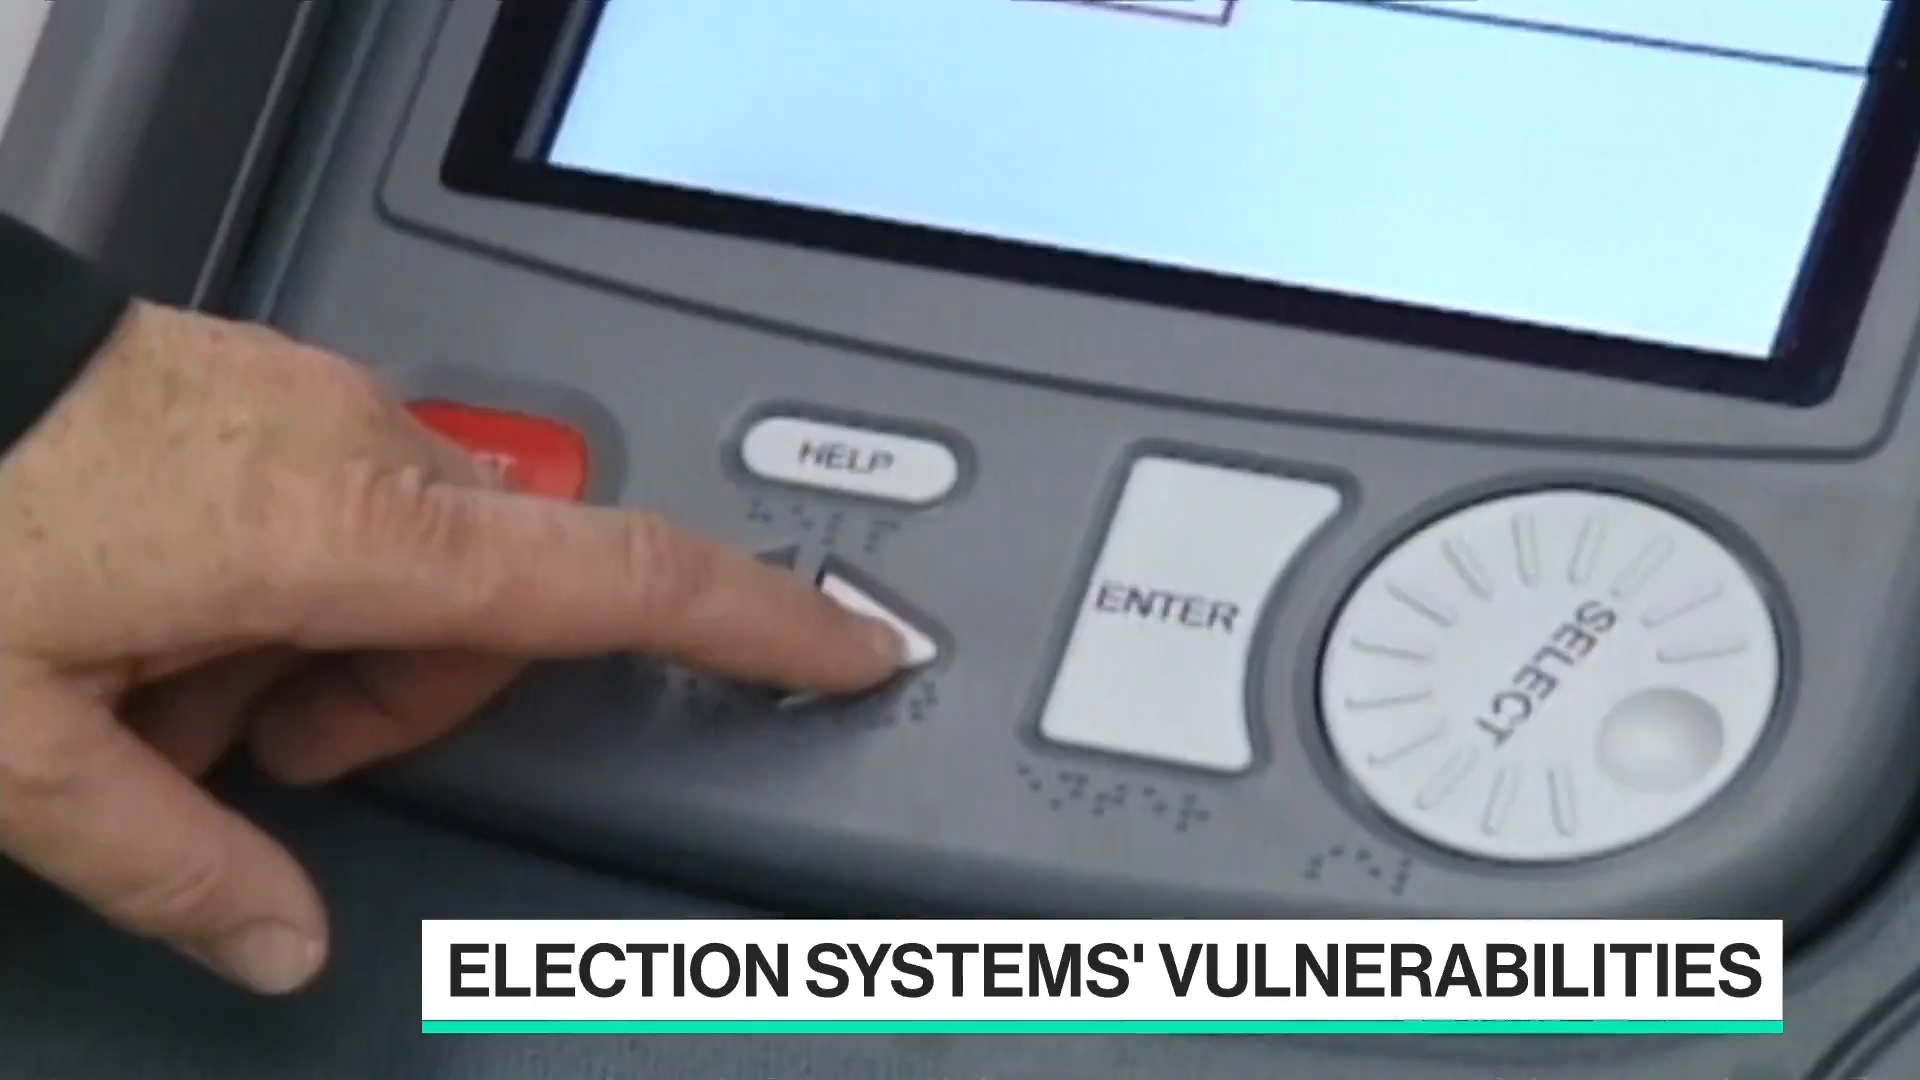 HELP
ENTER
SELECT
ELECTION SYSTEMS' VULNERABILITIES